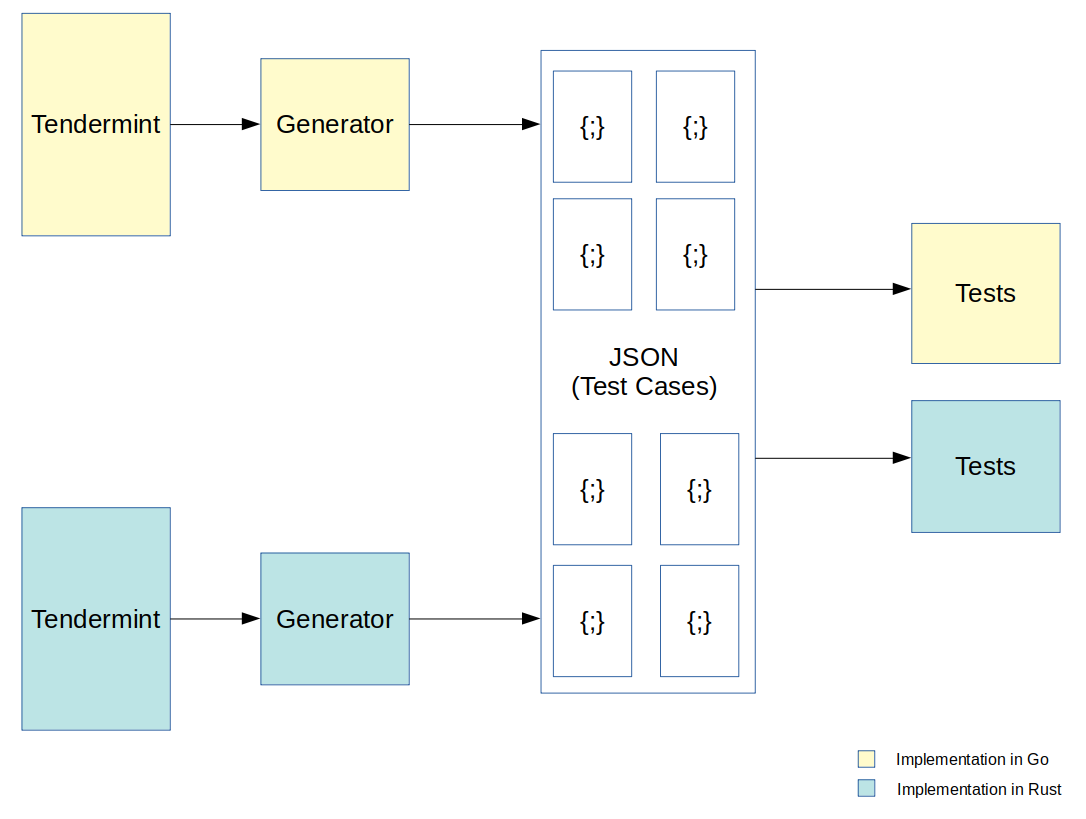 Tendermint
Generator
{;}
{;}
{;}
{;}
JSON
(Test Cases)
{;}
{;}
{;}
{;}
Tests
Tests
Tendermint
Generator
Implementation in Go
Implementation in Rust